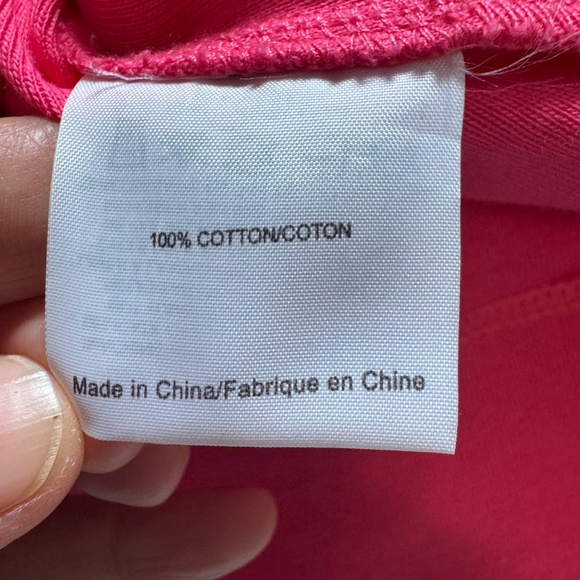 100% COTTON/COTON
Made in China/Fabrique en Chine